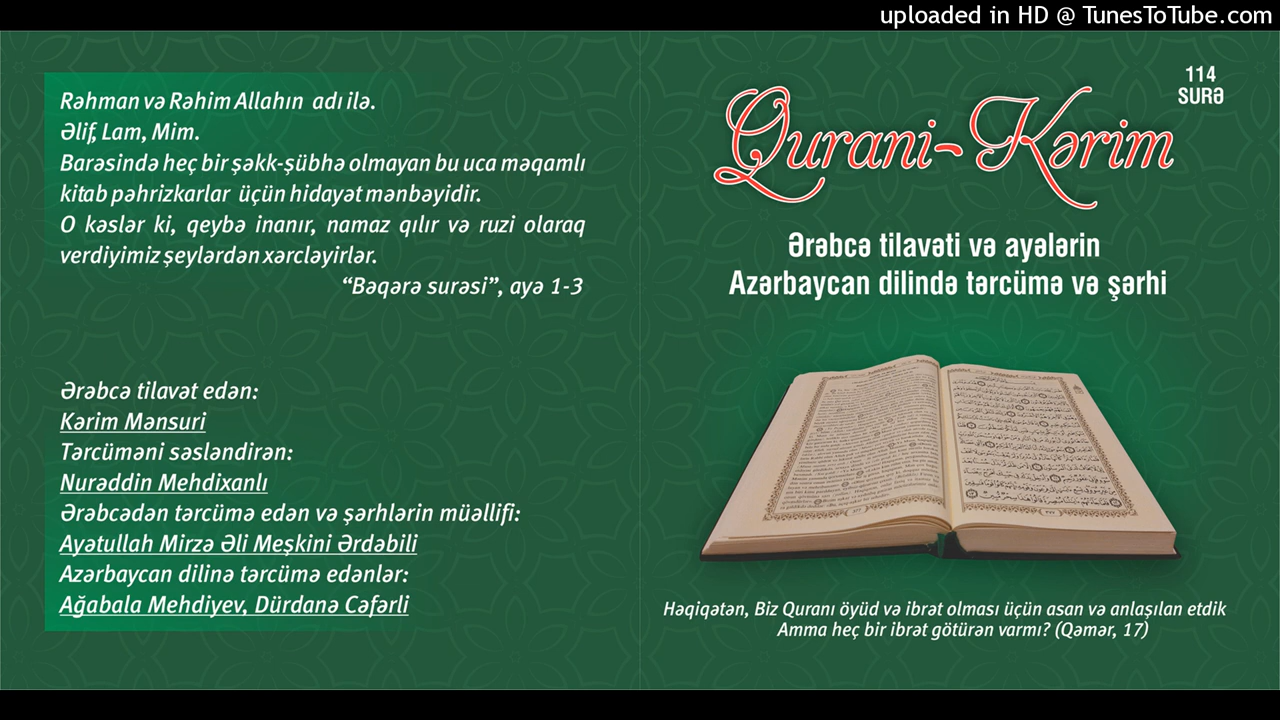 uploaded in HD @ TunesToTube.com
Rəhman və Rəhim Allahın adı ilə.
Əlif, Lam, Mim.
Barəsində heç bir şəkk-şübhə olmayan bu uca məqamlı
kitab pəhrizkarlar üçün hidayət mənbəyidir.
O kəslər ki, qeybə inanır, namaz qılır və ruzi olaraq
verdiyimiz şeylərdən xərcləyirlər.
“Bəqərə surəsi”, ayə 1-3
Ərəbcə tilavət edən:
Kərim Mənsuri
Tərcüməni səsləndirən:
Nurəddin Mehdixanlı
Ərəbcədən tərcümə edən və şərhlərin müəllifi:
Ayətullah Mirzə Əli Meşkini Ərdəbili
Azərbaycan dilinə tərcümə edənlər:
Ağabala Mehdiyev, Dürdanə Cəfərli
114
SURƏ
Qurani-Kərim
Ərəbcə tilavəti və ayələrin
Azərbaycan dilində tərcümə və şərhi
Həqiqətən, Biz Quranı öyüd və ibrət olması üçün asan və anlaşılan etdik
Amma heç bir ibrət götürən varmı? (Qəmər, 17)